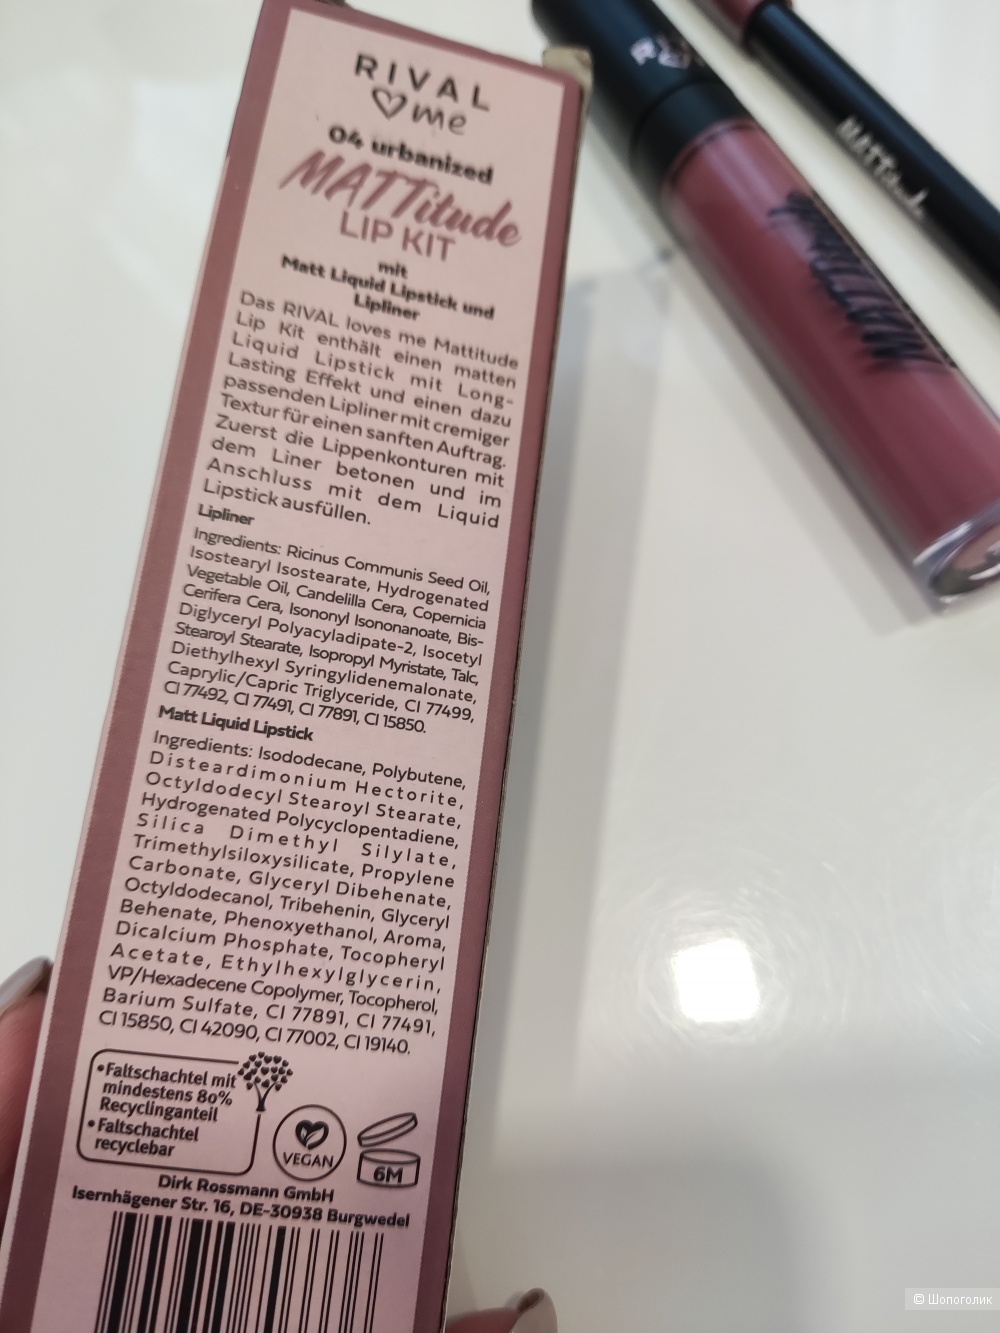 RIVAL
♡me
04 urbanized
MATTitude
LIP KIT
mit
Matt Liquid Lipstick und
Lipliner
Das RIVAL loves me Mattitude
Lip Kit enthält einen matten
Liquid Lipstick mit Long-
Lasting Effekt und einen dazu
passenden Lipliner mit cremiger
Textur für einen sanften Auftrag.
Zuerst die Lippenkonturen mit
dem Liner betonen und im
Anschluss mit dem Liquid
Lipstick ausfüllen.
Lipliner
Ingredients: Ricinus Communis Seed Oil,
Isostearyl Isostearate, Hydrogenated
Vegetable Oil, Candelilla Cera, Copernicia
Cerifera Cera, Isononyl Isononanoate, Bis-
Diglyceryl Polyacyladipate-2, Isocetyl
Stearoyl Stearate, Isopropyl Myristate, Talc,
Diethylhexyl Syringylidenemalonate,
Caprylic/Capric Triglyceride, CI 77499,
CI 77492, CI 77491, CI 77891, CI 15850.
Matt Liquid Lipstick
Ingredients: Isododecane, Polybutene,
Disteardimonium Hectorite,
Octyldodecyl Stearoyl Stearate,
Hydrogenated Polycyclopentadiene,
Silica Dimethyl Silylate,
Trimethylsiloxysilicate, Propylene
Carbonate, Glyceryl Dibehenate,
Octyldodecanol, Tribehenin, Glyceryl
Behenate, Phenoxyethanol, Aroma,
Dicalcium Phosphate, Tocopheryl
Acetate, Ethylhexylglycerin,
VP/Hexadecene Copolymer, Tocopherol,
Barium Sulfate, CI 77891, CI 77491,
CI 15850, CI 42090, CI 77002, CI 19140.
•Faltschachtel mit
mindestens 80%
Recyclinganteil
•Faltschachtel
recyclebar
VEGAN
6M
Dirk Rossmann GmbH
Isernhägener Str. 16, DE-30938 Burgwedel
MATTitude
MATTitude
© Шопоголик